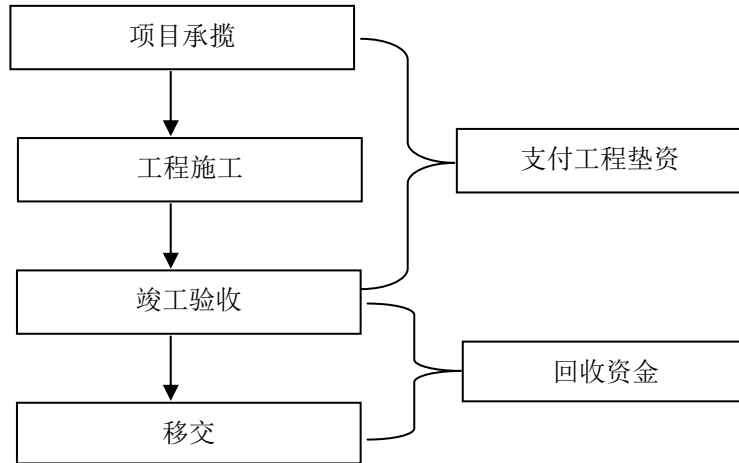 项目承揽
工程施工
支付工程垫资
竣工验收
回收资金
移交